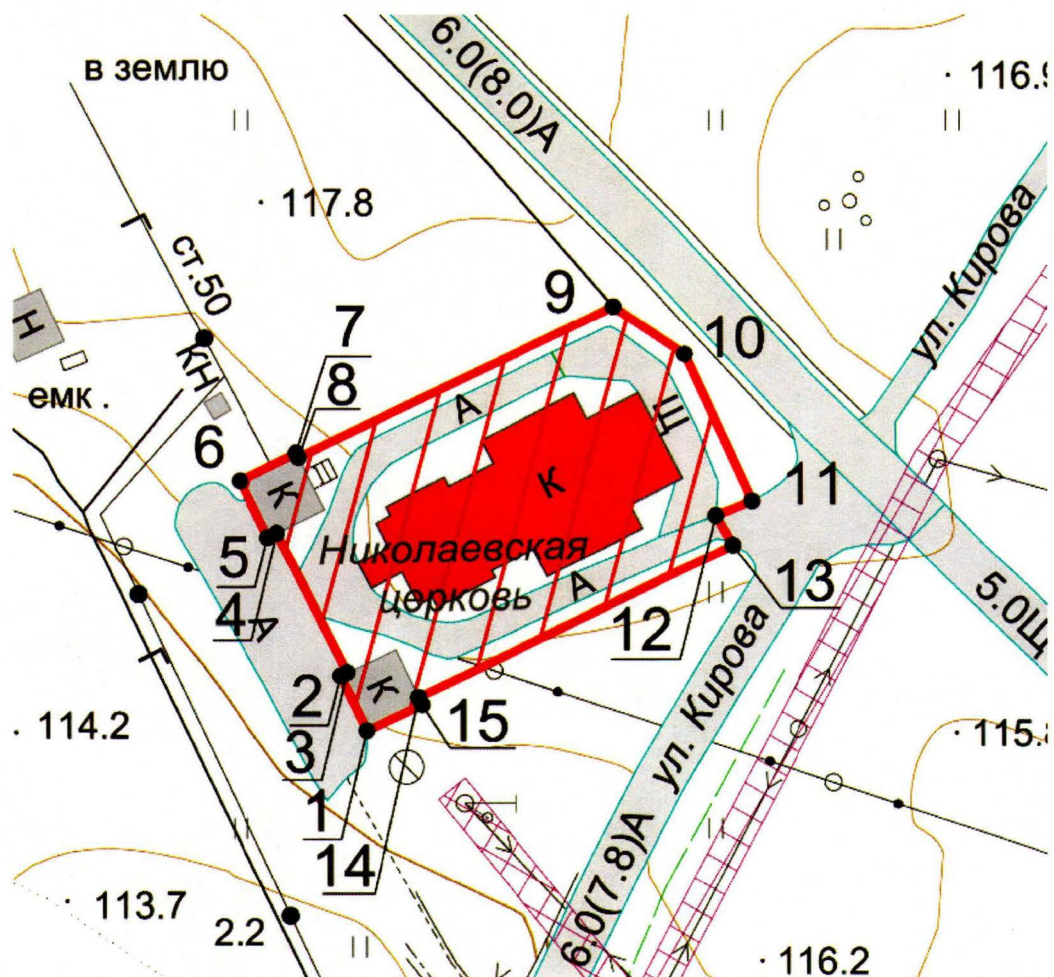 в землю
6.0(8.0)А
116.9
117.8
ст.50
КН
ул. Кирова
Н
емк .
9
10
7
8
6
А
Щ
К
К
11
5
4
Николаевская
церковь
А
А
13
12
5.0Щ
2
3
К
15
ул. Кирова
114.2
115.
1
14
113.7
2.2
6.0(7.8)А
116.2